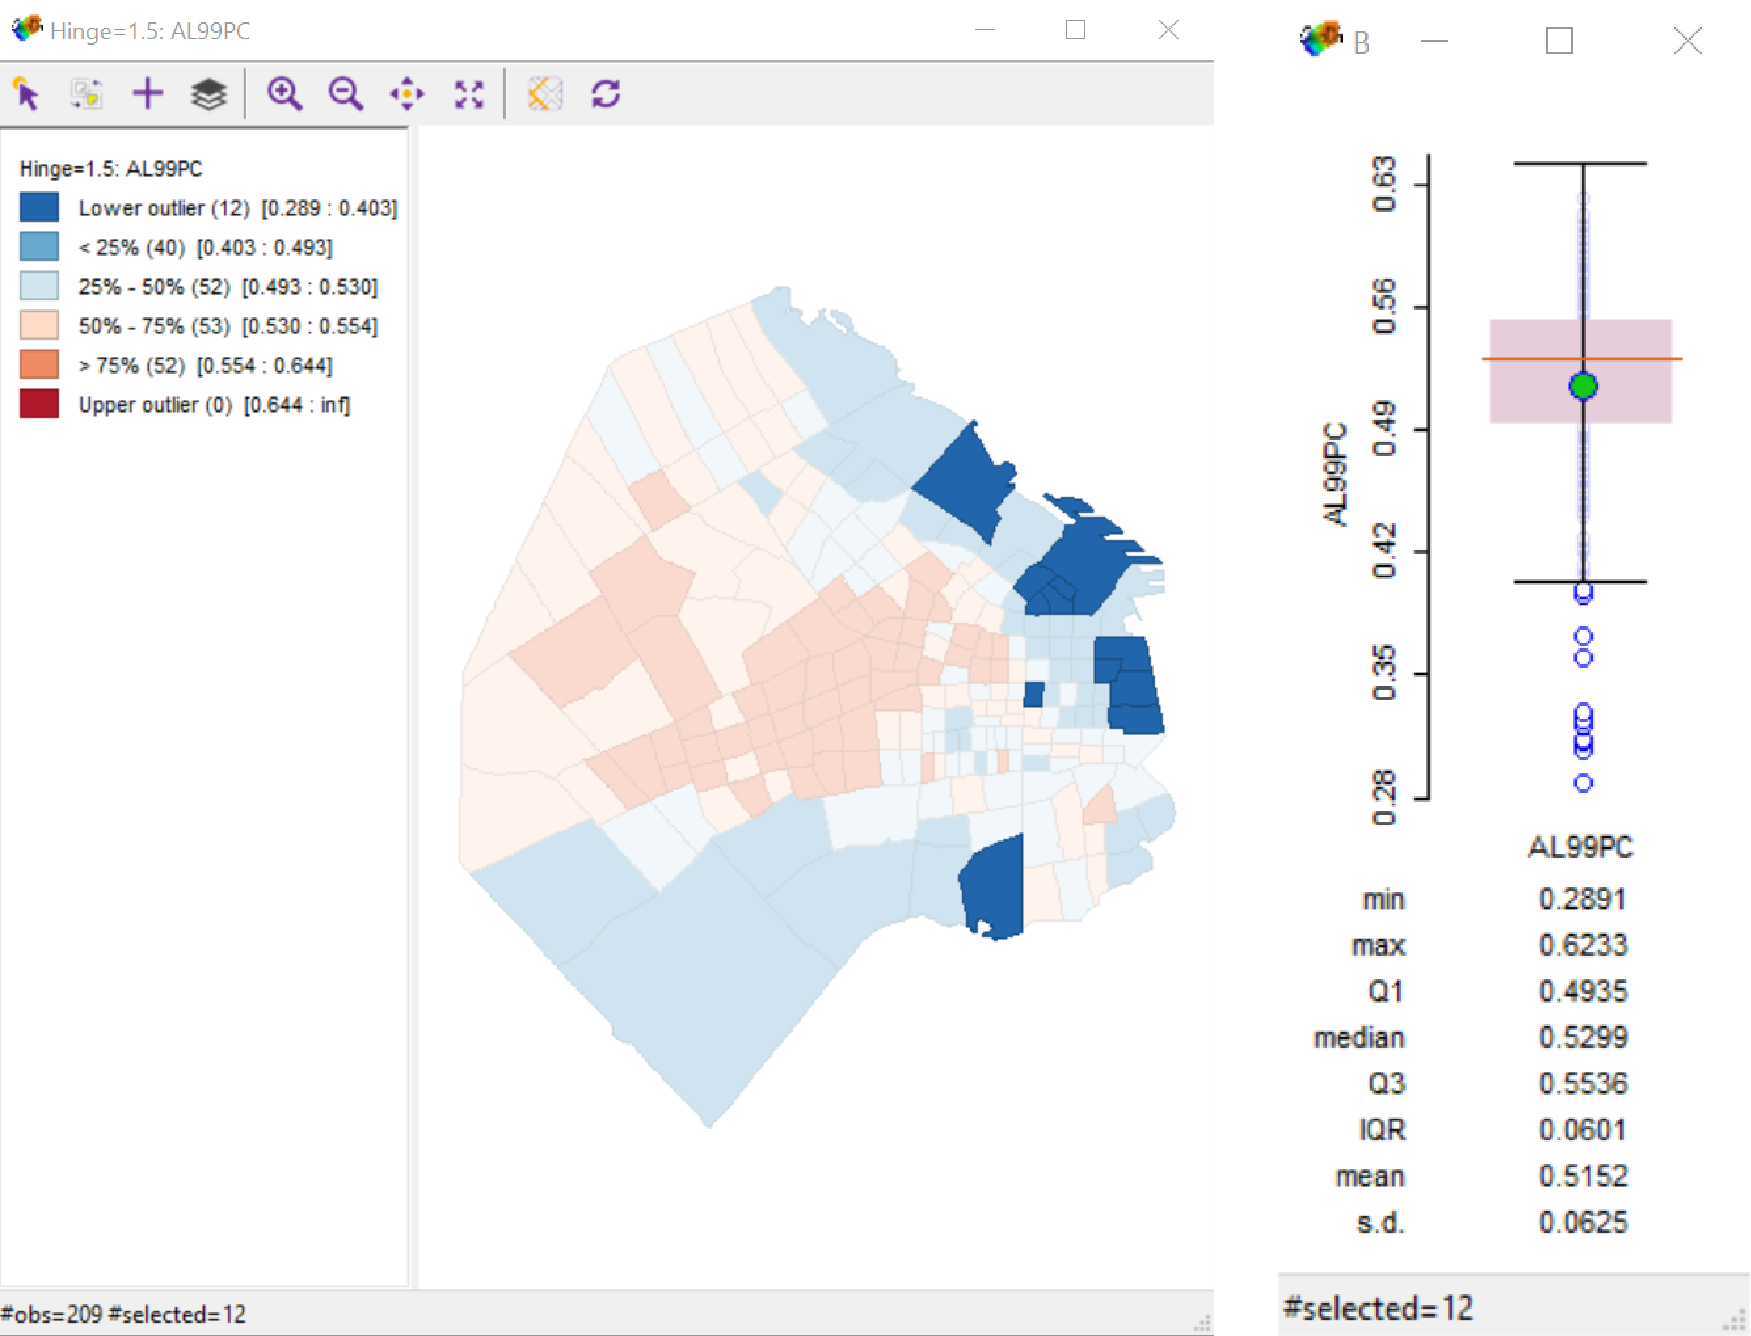 Hinge=1.5: AL99PC
Hinge=1.5: AL99PC
Lower outlier (12) [0.289 : 0.403]
< 25% (40) [0.403 : 0.493]
25% - 50% (52) [0.493 : 0.530]
50% - 75% (53) [0.530 : 0.554]
> 75% (52) [0.554 : 0.644]
Upper outlier (0) [0.644 : inf]
#obs=209 #selected=12
B
0.63
0.56
0.49
0.42
0.35
0.28
AL99PC
AL99PC
min 0.2891
max 0.6233
Q1 0.4935
median 0.5299
Q3 0.5536
IQR 0.0601
mean 0.5152
s.d. 0.0625
#selected=12